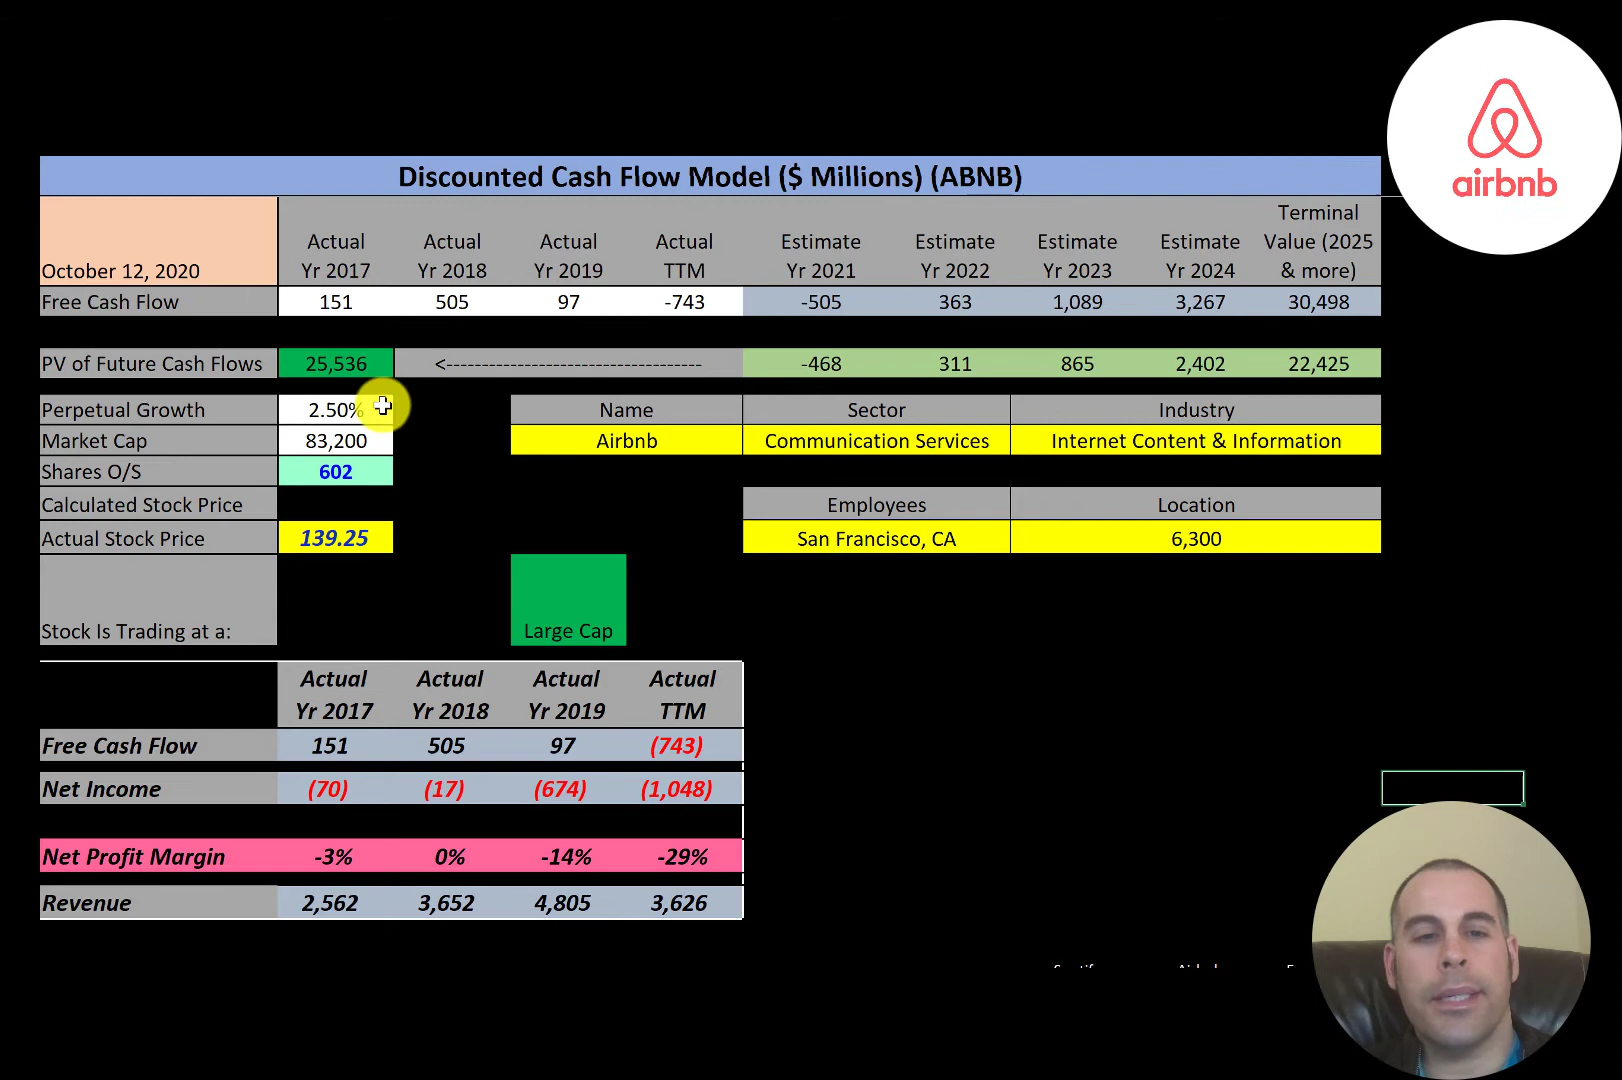 airbnb
Discounted Cash Flow Model ($ Millions) (ABNB)
October 12, 2020 Actual Yr 2017 Actual Yr 2018 Actual Yr 2019 Actual TTM Estimate Yr 2021 Estimate Yr 2022 Estimate Yr 2023 Estimate Yr 2024 Terminal Value (2025 & more)
Free Cash Flow 151 505 97 -743 -505 363 1,089 3,267 30,498
PV of Future Cash Flows 25,536 <---------------------------------- -468 311 865 2,402 22,425
Perpetual Growth 2.50% Name Sector Industry
Market Cap 83,200 Airbnb Communication Services Internet Content & Information
Shares O/S 602
Calculated Stock Price Employees Location
Actual Stock Price 139.25 San Francisco, CA 6,300
Stock Is Trading at a: Large Cap
Actual Yr 2017 Actual Yr 2018 Actual Yr 2019 Actual TTM
Free Cash Flow 151 505 97 (743)
Net Income (70) (17) (674) (1,048)
Net Profit Margin -3% 0% -14% -29%
Revenue 2,562 3,652 4,805 3,626